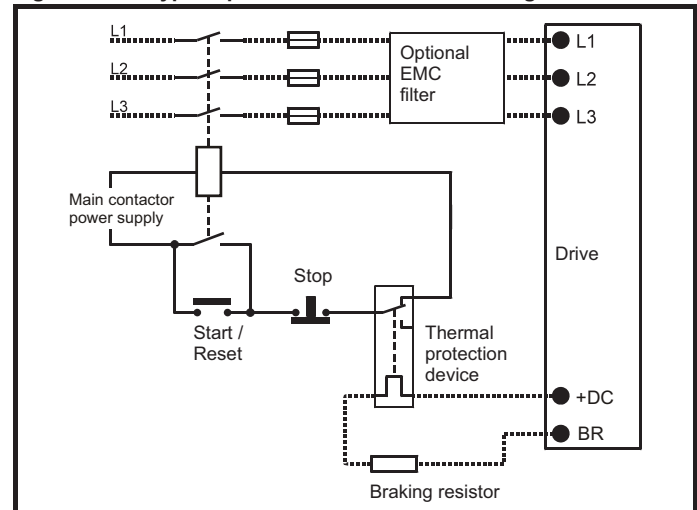 L1
L2
L3
Optional
EMC
filter
L1
L2
L3
Main contactor
power supply
Drive
Stop
Start /
Reset
Thermal
protection
device
+DC
BR
Braking resistor